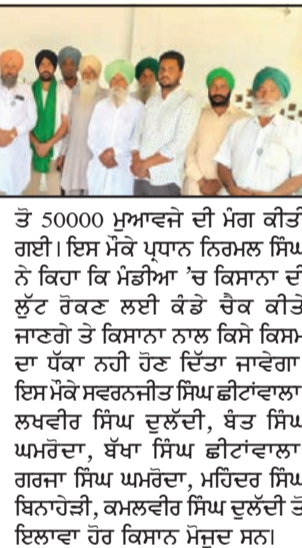 ਤੋ 50000 ਮੁਆਵਜੇ ਦੀ ਮੰਗ ਕੀਤੀ
ਗਈ। ਇਸ ਮੌਕੇ ਪ੍ਰਧਾਨ ਨਿਰਮਲ ਸਿੰਘ
ਨੇ ਕਿਹਾ ਕਿ ਮੰਡੀਆ ’ਚ ਕਿਸਾਨਾ ਦੀ
ਲੁੱਟ ਰੋਕਣ ਲਈ ਕੰਡੇ ਚੈਕ ਕੀਤੇ
ਜਾਣਗੇ ਤੇ ਕਿਸਾਨਾ ਨਾਲ ਕਿਸੇ ਕਿਸਮ
ਦਾ ਧੱਕਾ ਨਹੀ ਹੋਣ ਦਿੱਤਾ ਜਾਵੇਗਾ
ਇਸ ਮੌਕੇ ਸਵਰਨਜੀਤ ਸਿੰਘ ਛੀਟਾਂਵਾਲਾ
ਲਖਵੀਰ ਸਿੰਘ ਦੁਲੱਦੀ, ਬੰਤ ਸਿੰਘ
ਘਮਰੋਦਾ, ਬੱਖਾ ਸਿੰਘ ਛੀਟਾਂਵਾਲਾ
ਗਰਜਾ ਸਿੰਘ ਘਮਰੋਦਾ, ਮਹਿੰਦਰ ਸਿੰਘ
ਬਿਨਾਹੇੜੀ, ਕਮਲਵੀਰ ਸਿੰਘ ਦੁਲੱਦੀ ਤੋਂ
ਇਲਾਵਾ ਹੋਰ ਕਿਸਾਨ ਮੋਜੂਦ ਸਨ।